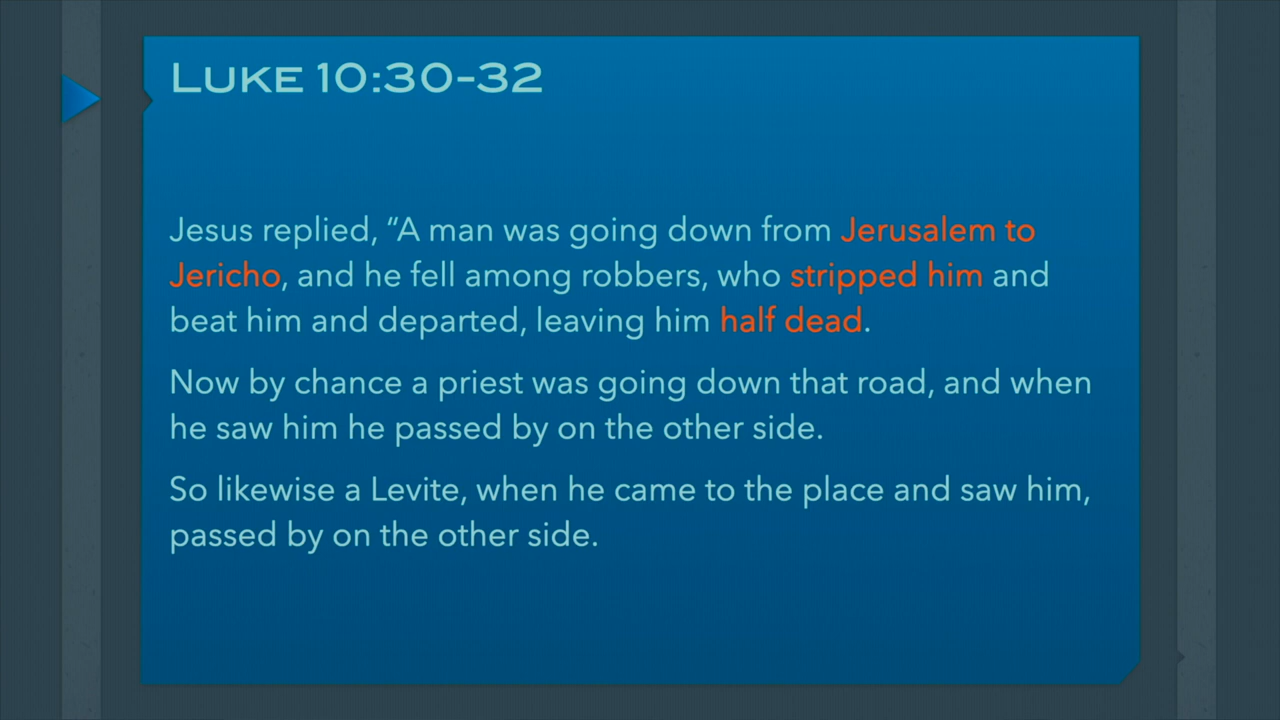 LUKE 10:30-32
Jesus replied, “A man was going down from Jerusalem to
Jericho, and he fell among robbers, who stripped him and
beat him and departed, leaving him half dead.
Now by chance a priest was going down that road, and when
he saw him he passed by on the other side.
So likewise a Levite, when he came to the place and saw him,
passed by on the other side.